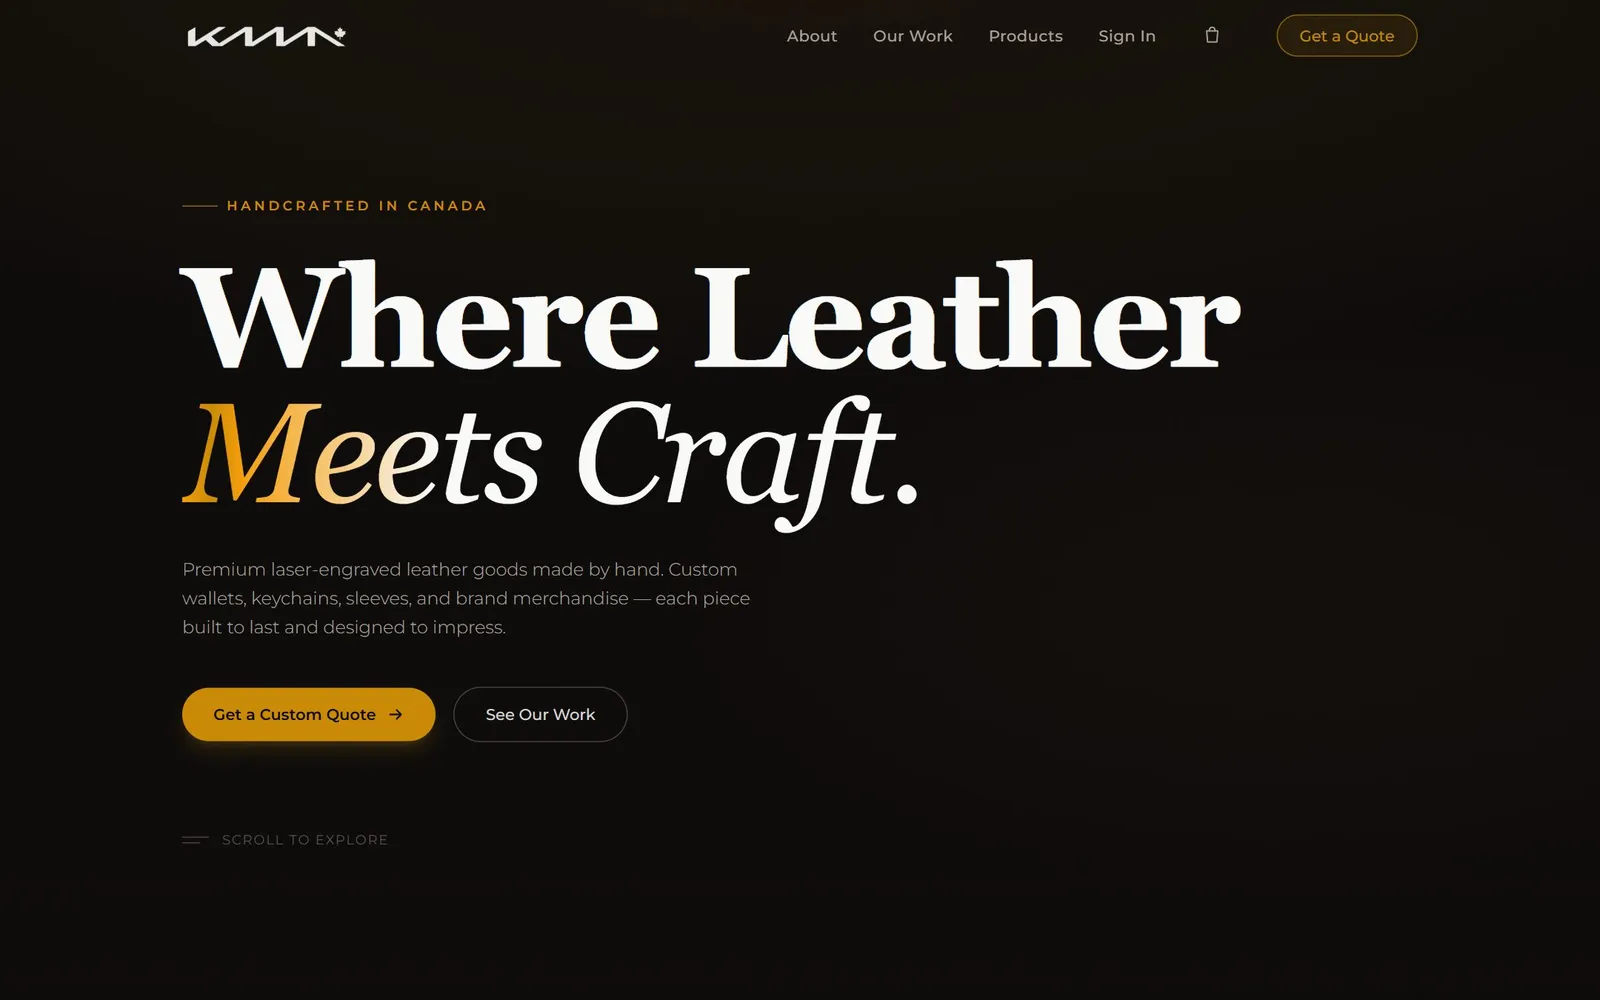 About
Our Work
Products
Sign In
Get a Quote
HANDCRAFTED IN CANADA
Where Leather
Meets Craft.
Premium laser-engraved leather goods made by hand. Custom
wallets, keychains, sleeves, and brand merchandise — each piece
built to last and designed to impress.
Get a Custom Quote →
See Our Work
SCROLL TO EXPLORE